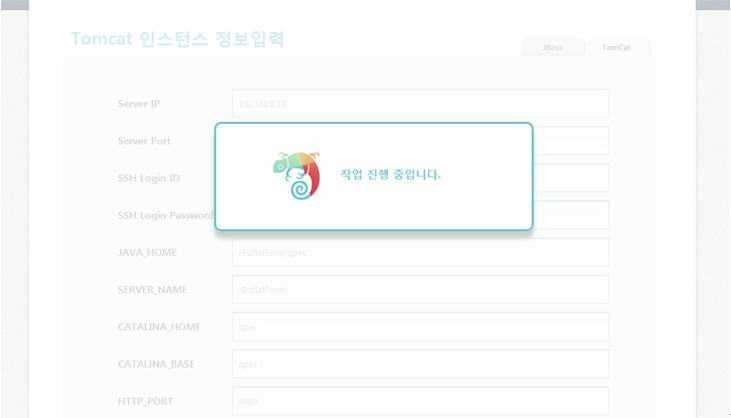 Tomcat 인스턴스 정보입력
JBoss
TomCat
Server IP
192.168.0.10
Server Port
SSH Login ID
SSH Login Password
작업 진행 중입니다.
JAVA_HOME
/BizflatForm/qpec
SERVER_NAME
/BizflatForm/
CATALINA_HOME
qpec
CATALINA_BASE
qpec
HTTP_PORT
8080